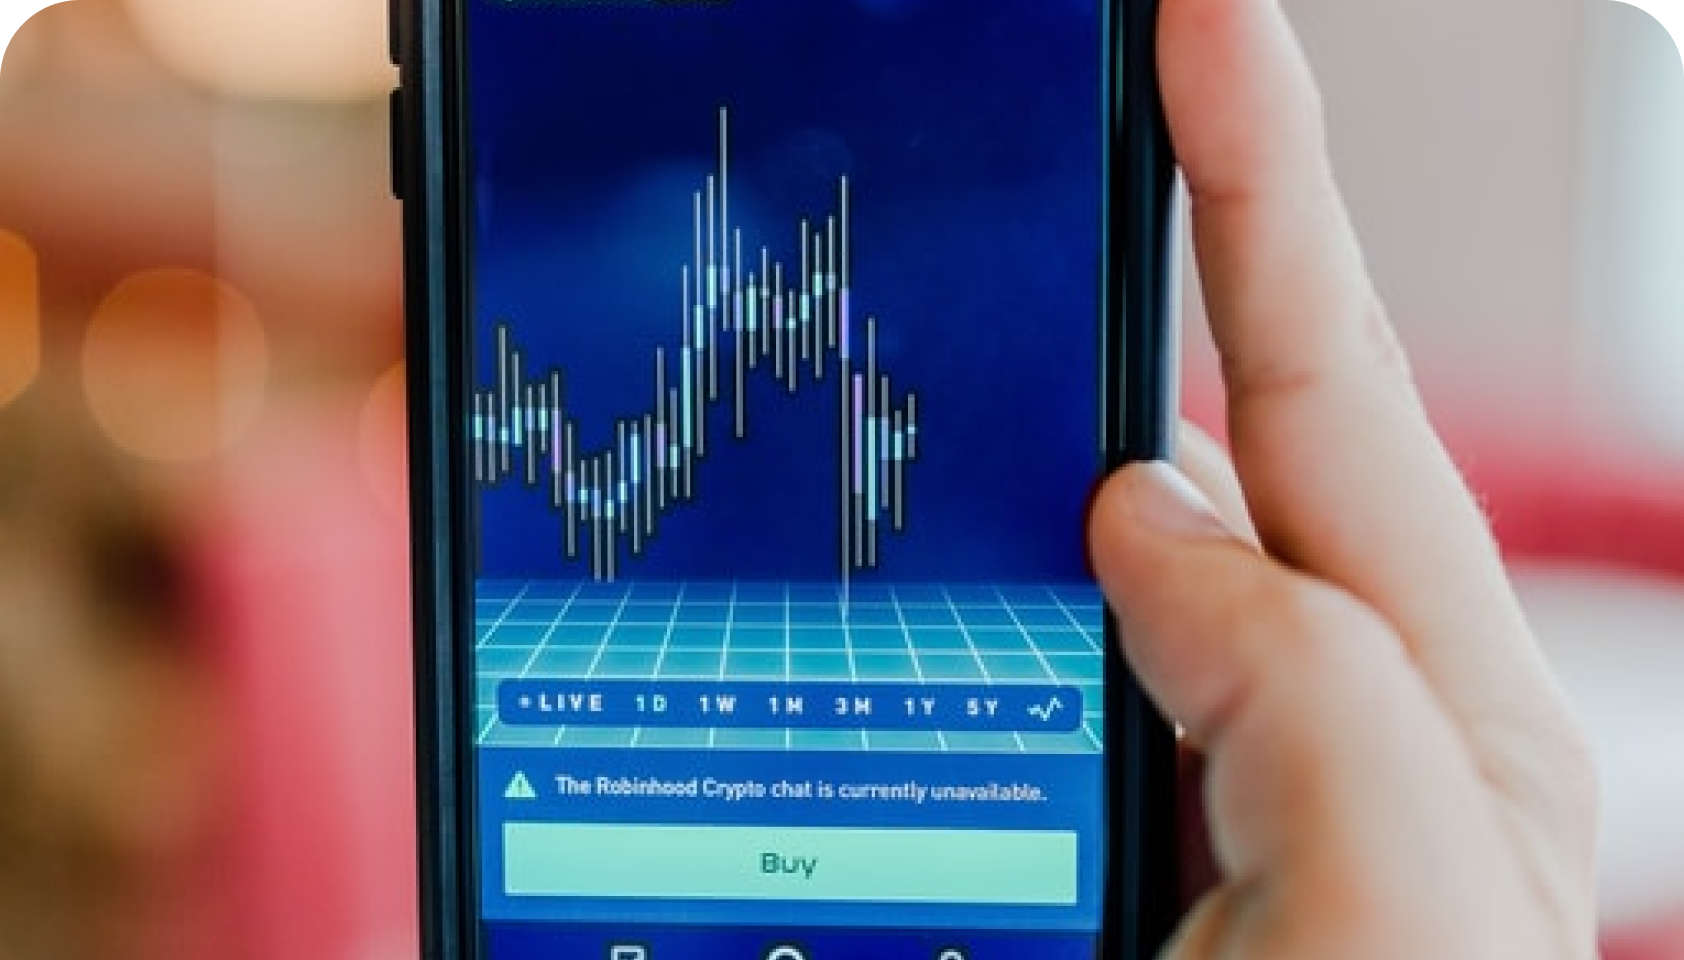 LIVE 1D 1W 1M 3M 1Y 5Y
The Robinhood Crypto chat is currently unavailable.
Buy